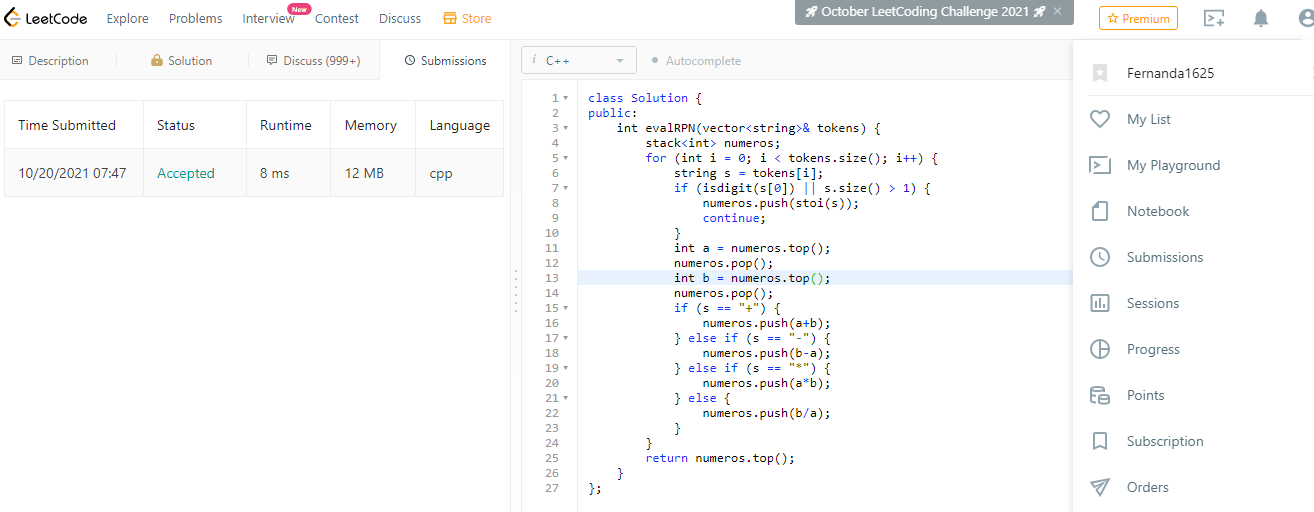 LeetCode Explore Problems Interview New Contest Discuss Store 🚀 October LeetCoding Challenge 2021 🚀 × Premium
Description Solution Discuss (999+) Submissions
i C++ Autocomplete
Time Submitted Status Runtime Memory Language
10/20/2021 07:47 Accepted 8 ms 12 MB cpp
1 class Solution {
2 public:
3 int evalRPN(vector<string>& tokens) {
4 stack<int> numeros;
5 for (int i = 0; i < tokens.size(); i++) {
6 string s = tokens[i];
7 if (isdigit(s[0]) || s.size() > 1) {
8 numeros.push(stoi(s));
9 continue;
10 }
11 int a = numeros.top();
12 numeros.pop();
13 int b = numeros.top();
14 numeros.pop();
15 if (s == "+") {
16 numeros.push(a+b);
17 } else if (s == "-") {
18 numeros.push(b-a);
19 } else if (s == "*") {
20 numeros.push(a*b);
21 } else {
22 numeros.push(b/a);
23 }
24 }
25 return numeros.top();
26 }
27 };
Fernanda1625
My List
My Playground
Notebook
Submissions
Sessions
Progress
Points
Subscription
Orders